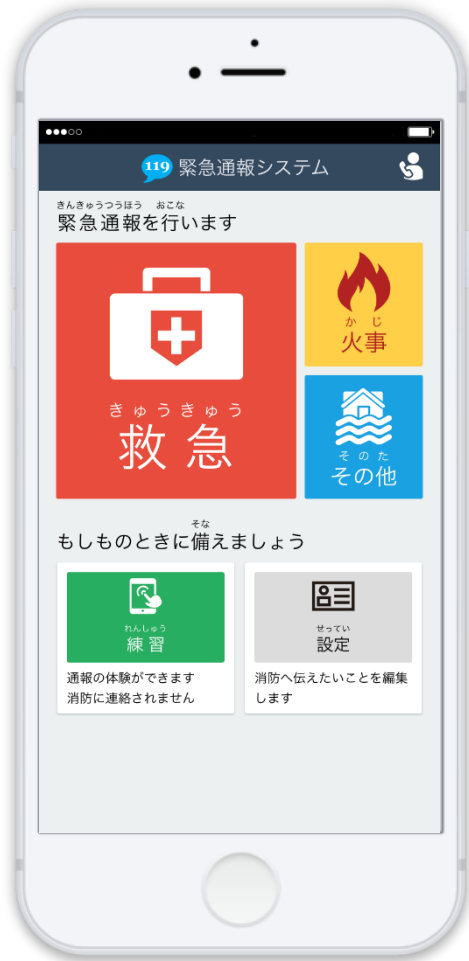 119 緊急通報システム
きんきゅうつうほう おこな
緊急通報を行います
きゅうきゅう
救急
かじ
火事
そのた
その他
そな
もしものときに備えましょう
れんしゅう
練習
通報の体験ができます
消防に連絡されません
せってい
設定
消防へ伝えたいことを編集
します